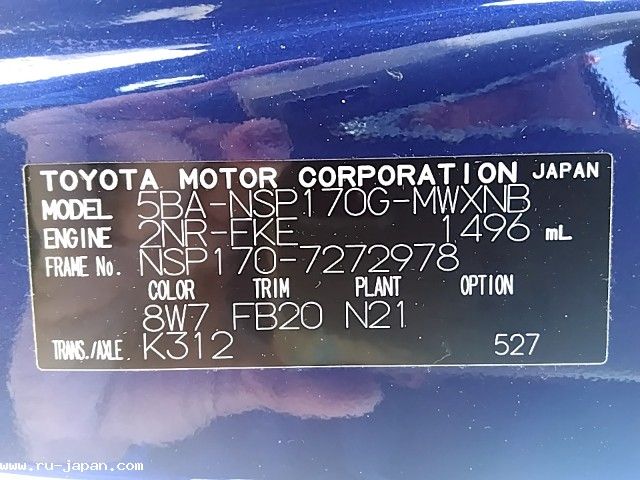 TOYOTA MOTOR CORPORATION JAPAN
MODEL 5BA-NSP170G-MWXNB
ENGINE 2NR-FKE 1496 mL
FRAME No. NSP170-7272978
COLOR TRIM PLANT OPTION
8W7 FB20 N21
TRANS./AXLE K312 527
www.ru-japan.com